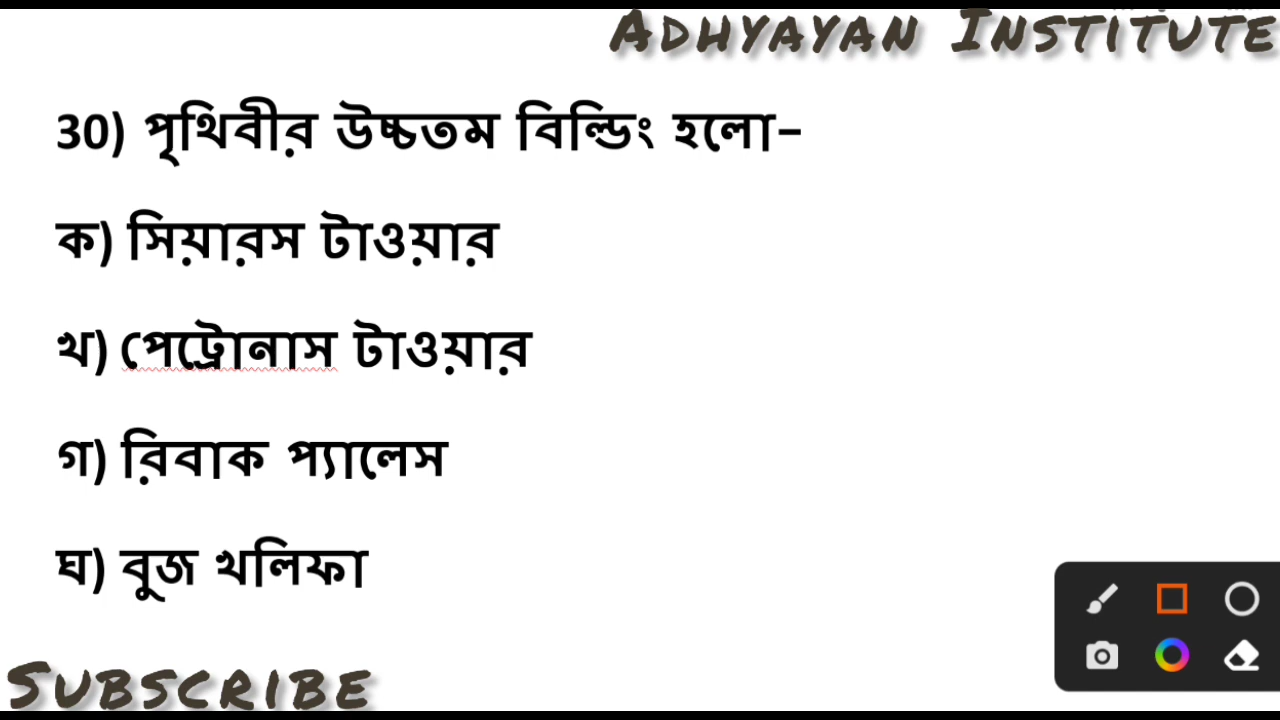 ADHYAYAN INSTITUTE
30) পৃথিবীর উচ্চতম বিল্ডিং হলো–
ক) সিয়ারস টাওয়ার
খ) পেট্রোনাস টাওয়ার
গ) রিবাক প্যালেস
ঘ) বুজ খলিফা
SUBSCRIBE